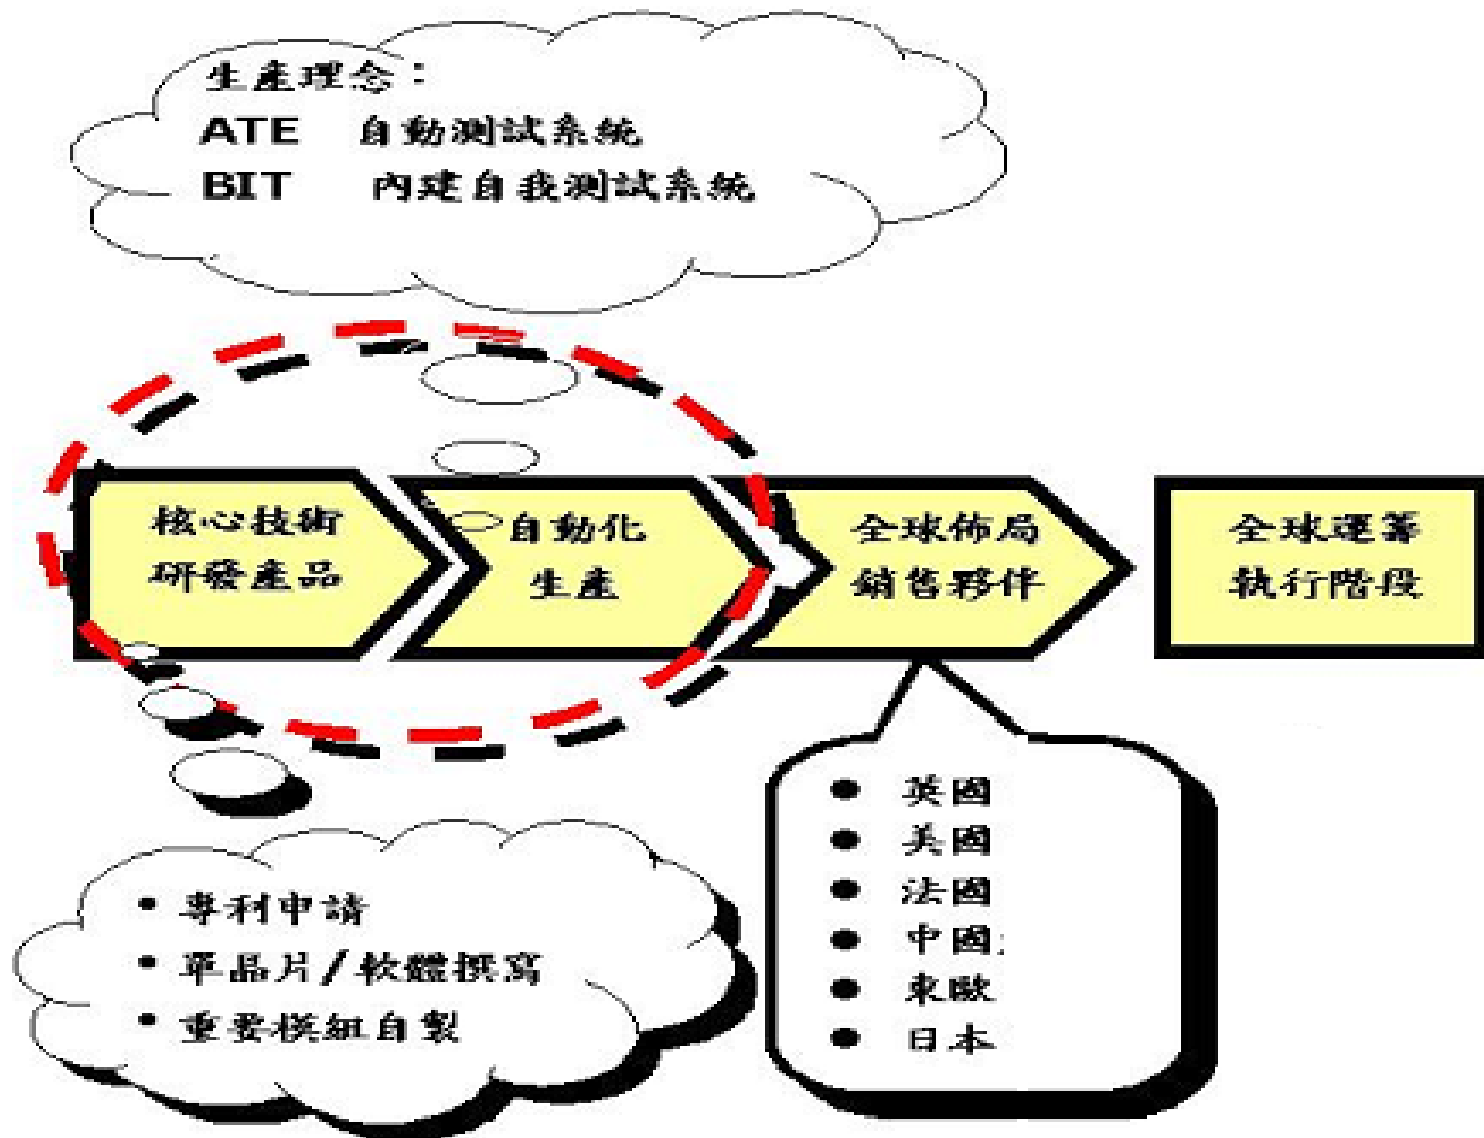 生產理念：
ATE 自動測試系統
BIT 內建自我測試系統
核心技術
研發產品
自動化
生產
全球佈局
銷售夥伴
全球運籌
執行階段
• 專利申請
• 單晶片/軟體撰寫
• 重要模組自製
● 英國
● 美國
● 法國
● 中國
● 東歐
● 日本